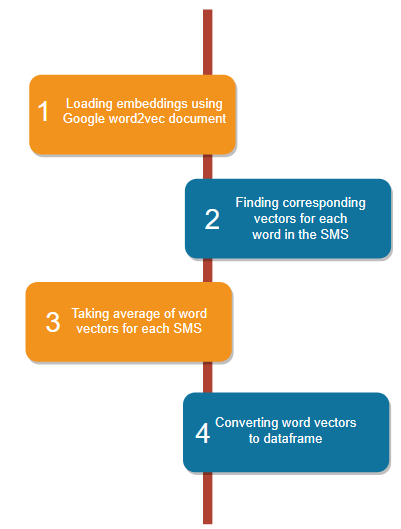 1
Loading embeddings using
Google word2vec document
2
Finding corresponding
vectors for each
word in the SMS
3
Taking average of word
vectors for each SMS
4
Converting word vectors
to dataframe